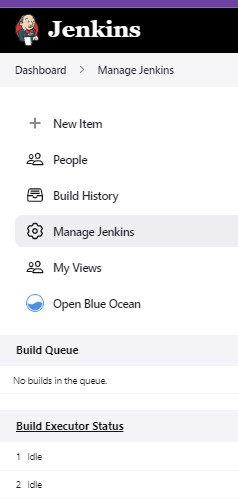 Jenkins
Dashboard > Manage Jenkins
New Item
People
Build History
Manage Jenkins
My Views
Open Blue Ocean
Build Queue
No builds in the queue.
Build Executor Status
1 Idle
2 Idle